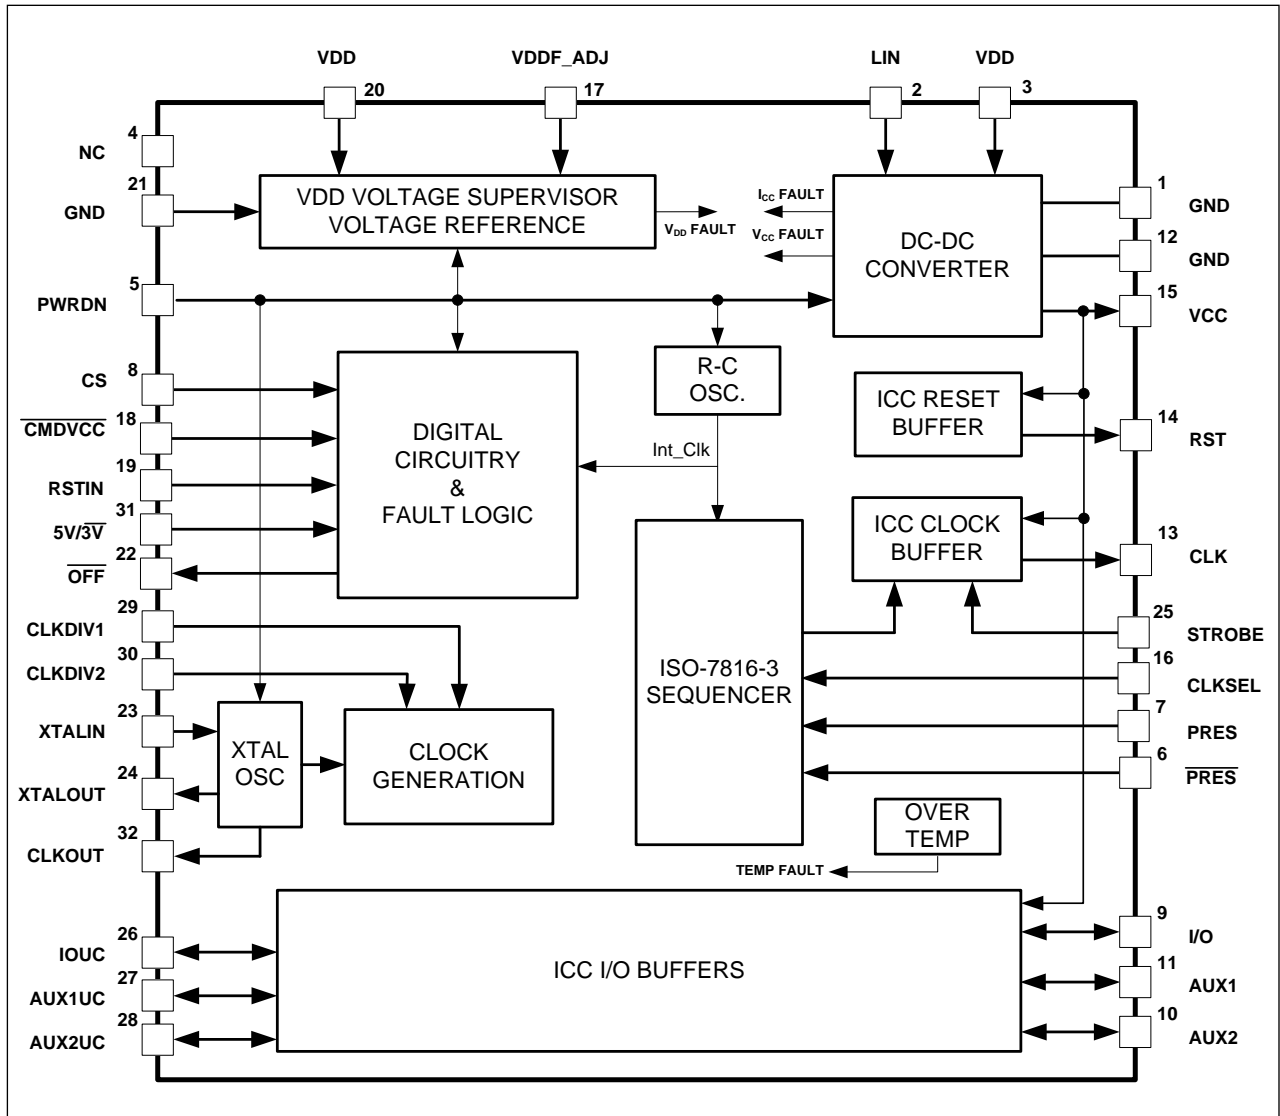 VDD
VDDF_ADJ
LIN
VDD
20
17
2
3
4
NC
21
GND
VDD VOLTAGE SUPERVISOR
VOLTAGE REFERENCE
VDD FAULT
ICC FAULT
VCC FAULT
DC-DC
CONVERTER
1
GND
12
GND
15
VCC
5
PWRDN
8
CS
18
CMDVCC
19
RSTIN
31
5V/3V
22
OFF
DIGITAL
CIRCUITRY
&
FAULT LOGIC
R-C
OSC.
Int_Clk
ICC RESET
BUFFER
14
RST
ICC CLOCK
BUFFER
13
CLK
29
CLKDIV1
30
CLKDIV2
23
XTALIN
24
XTALOUT
32
CLKOUT
XTAL
OSC
CLOCK
GENERATION
ISO-7816-3
SEQUENCER
25
STROBE
16
CLKSEL
7
PRES
6
PRES
OVER
TEMP
TEMP FAULT
26
IOUC
27
AUX1UC
28
AUX2UC
ICC I/O BUFFERS
9
I/O
11
AUX1
10
AUX2